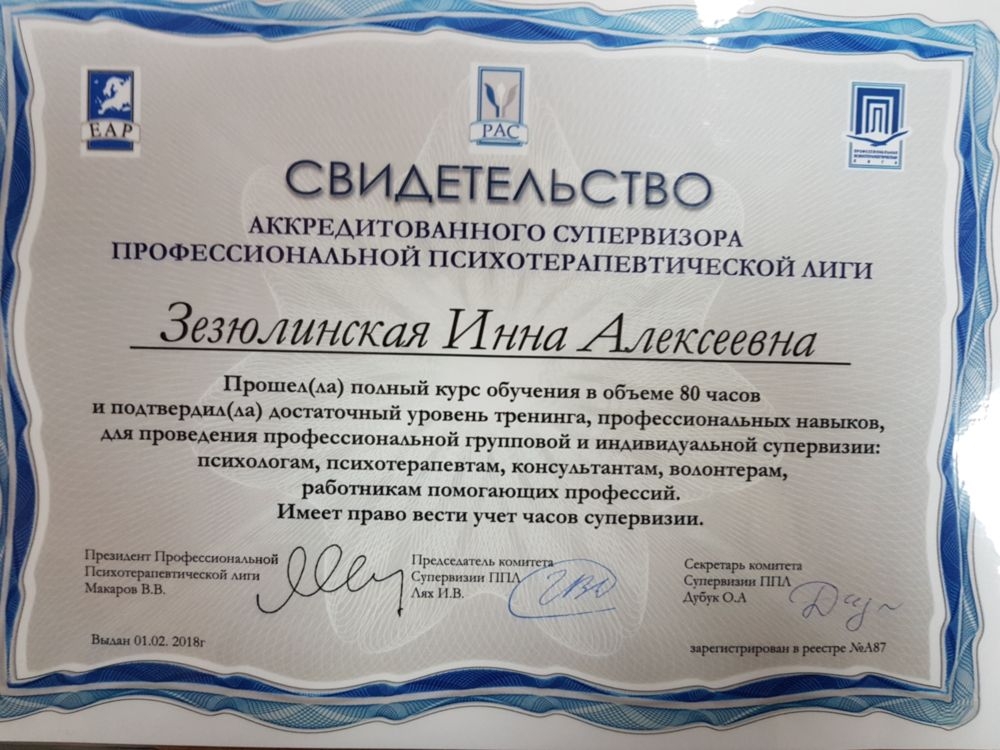 EAP
PAC
ПРОФЕССИОНАЛЬНАЯ
ПСИХОТЕРАПЕВТИЧЕСКАЯ
ЛИГА
СВИДЕТЕЛЬСТВО
АККРЕДИТОВАННОГО СУПЕРВИЗОРА
ПРОФЕССИОНАЛЬНОЙ ПСИХОТЕРАПЕВТИЧЕСКОЙ ЛИГИ
Зезюлинская Инна Алексеевна
Прошел(ла) полный курс обучения в объеме 80 часов
и подтвердил(ла) достаточный уровень тренинга, профессиональных навыков,
для проведения профессиональной групповой и индивидуальной супервизии:
психологам, психотерапевтам, консультантам, волонтерам,
работникам помогающих профессий.
Имеет право вести учет часов супервизии.
Президент Профессиональной
Психотерапевтической лиги
Макаров В.В.
Председатель комитета
Супервизии ППЛ
Лях И.В.
Секретарь комитета
Супервизии ППЛ
Дубук О.А
Выдан 01.02. 2018г
зарегистрирован в реестре №А87